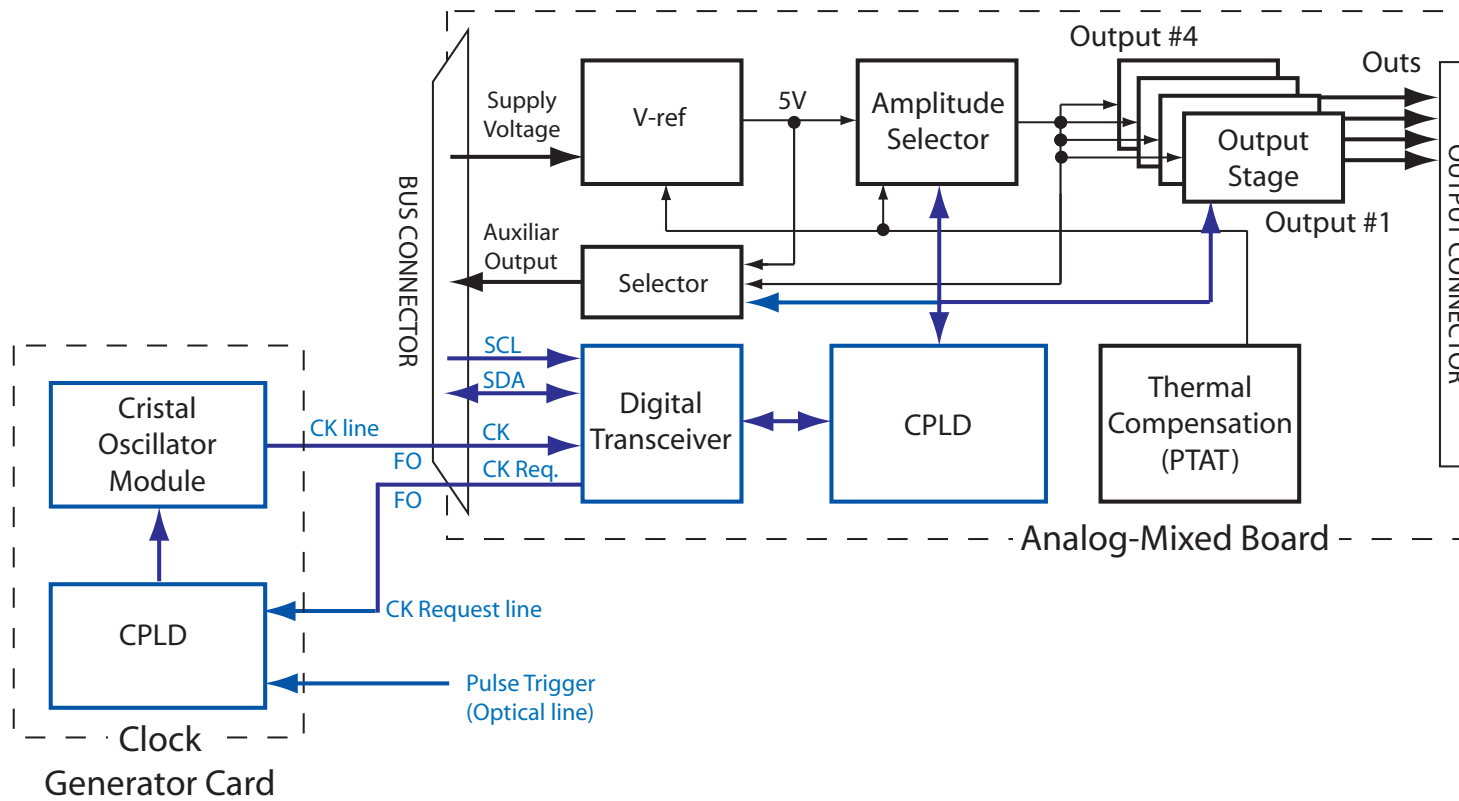 Output #4
Outs
Supply
Voltage
V-ref
5V
Amplitude
Selector
Output
Stage
Output #1
BUS CONNECTOR
OUTPUT CONNECTOR
Auxiliar
Output
Selector
SCL
SDA
CK
CK Req.
Digital
Transceiver
CPLD
Thermal
Compensation
(PTAT)
Analog-Mixed Board
Cristal
Oscillator
Module
CK line
FO
FO
CPLD
CK Request line
Pulse Trigger
(Optical line)
Clock
Generator Card